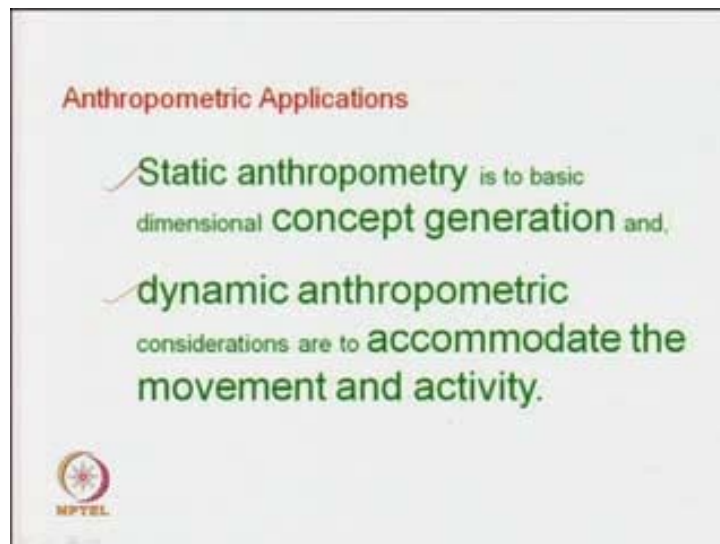 Anthropometric Applications
Static anthropometry is to basic
dimensional concept generation and,
dynamic anthropometric
considerations are to accommodate the
movement and activity.
NPTEL